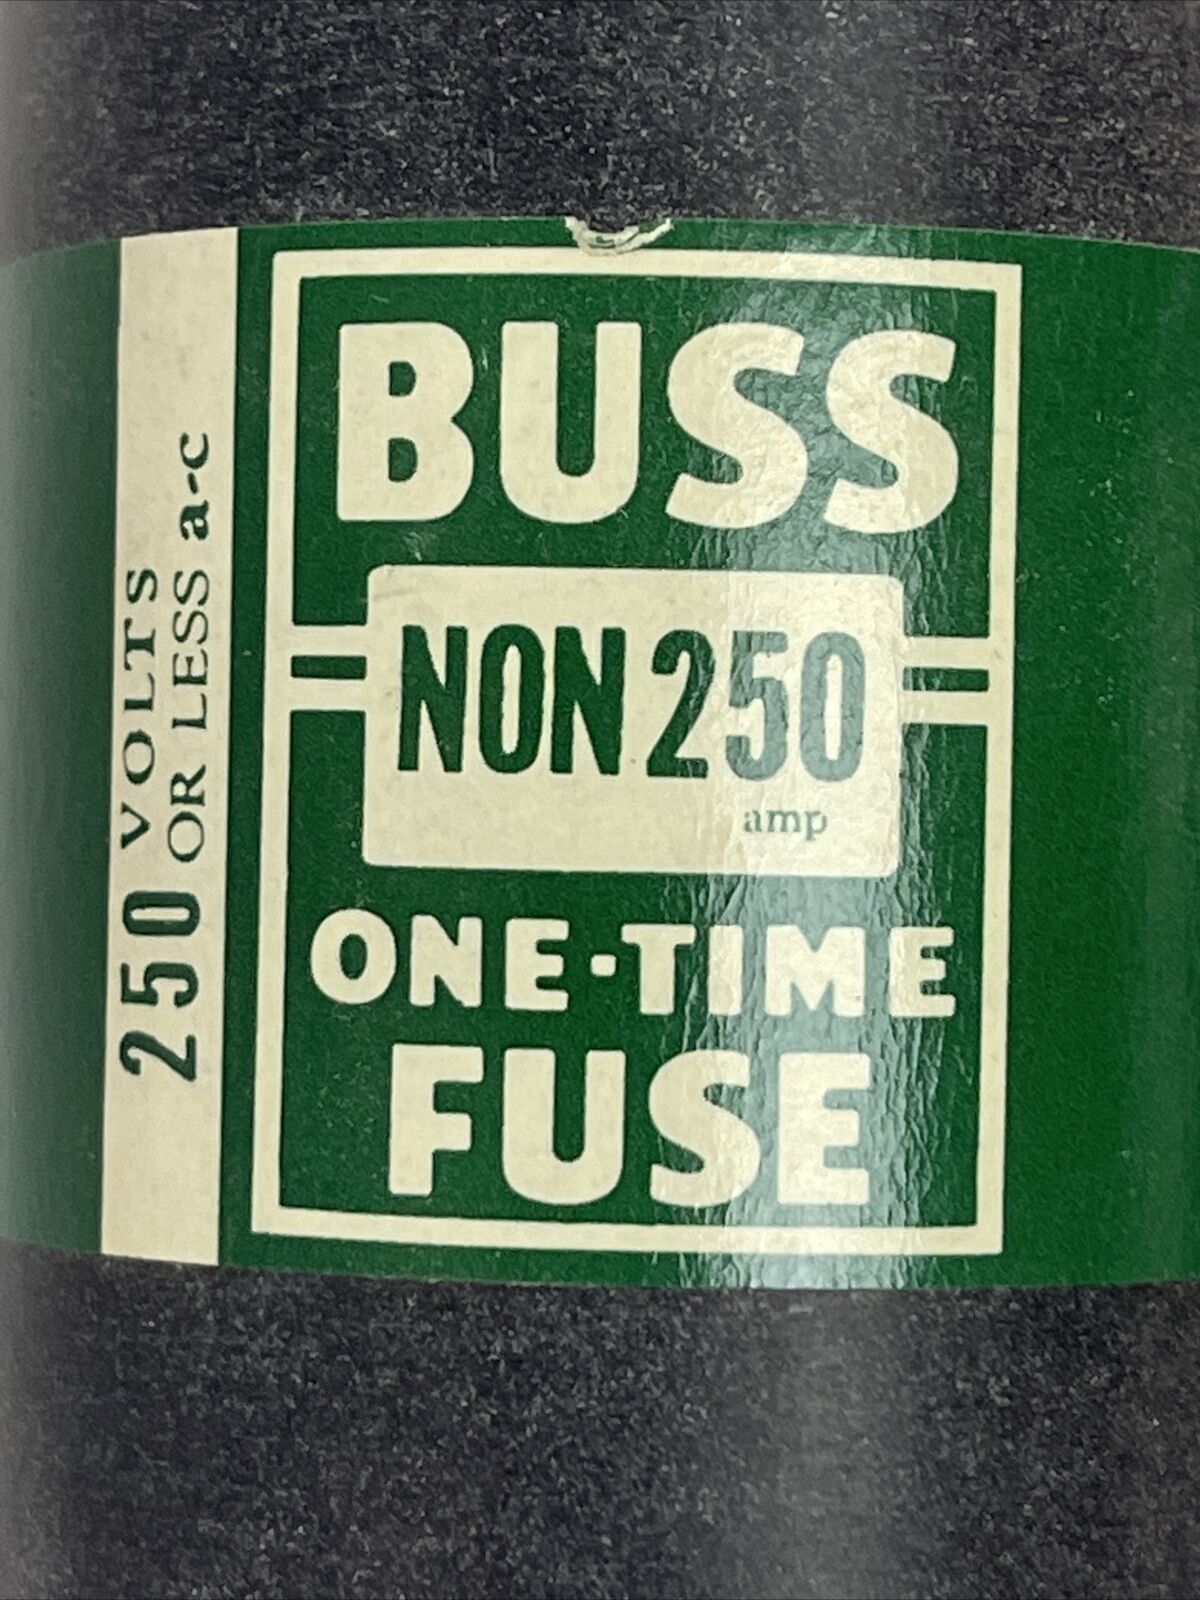 BUSS
NON 250
amp
ONE-TIME
FUSE
250 VOLTS
OR LESS a-c